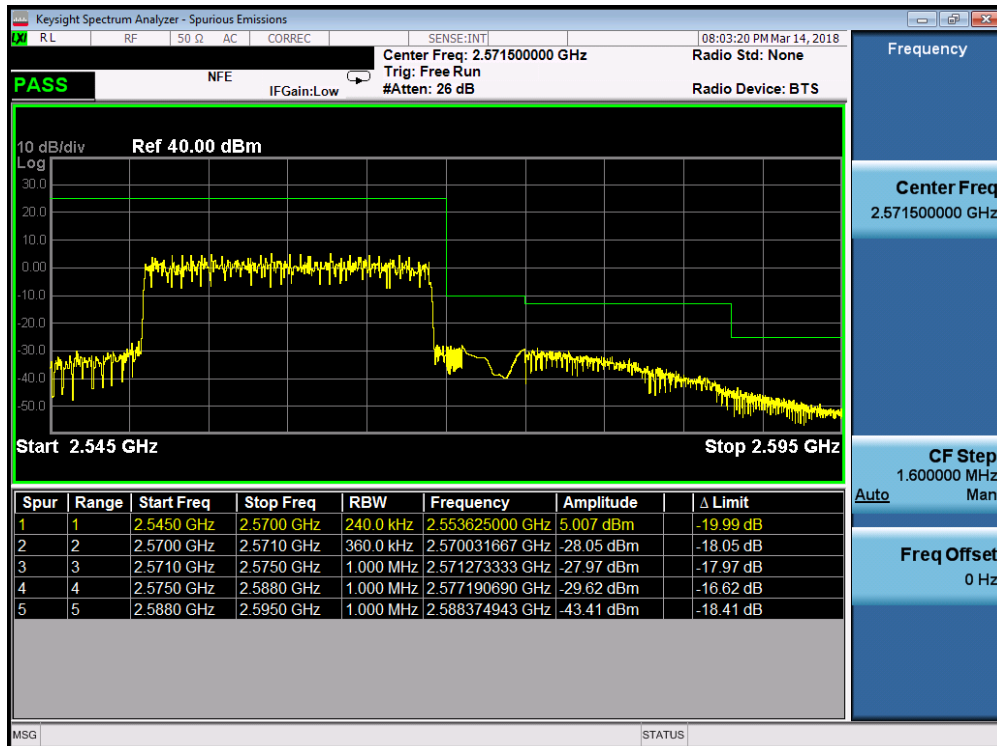 Keysight Spectrum Analyzer - Spurious Emissions
LXI RL RF 50 Ω AC CORREC SENSE:INT 08:03:20 PM Mar 14, 2018
Center Freq: 2.571500000 GHz Radio Std: None
PASS NFE Trig: Free Run
IFGain:Low #Atten: 26 dB Radio Device: BTS
10 dB/div Ref 40.00 dBm
Log
30.0
20.0
10.0
0.00
-10.0
-20.0
-30.0
-40.0
-50.0
Start 2.545 GHz Stop 2.595 GHz
Spur Range Start Freq Stop Freq RBW Frequency Amplitude Δ Limit
1 1 2.5450 GHz 2.5700 GHz 240.0 kHz 2.553625000 GHz 5.007 dBm -19.99 dB
2 2 2.5700 GHz 2.5710 GHz 360.0 kHz 2.570031667 GHz -28.05 dBm -18.05 dB
3 3 2.5710 GHz 2.5750 GHz 1.000 MHz 2.571273333 GHz -27.97 dBm -17.97 dB
4 4 2.5750 GHz 2.5880 GHz 1.000 MHz 2.577190690 GHz -29.62 dBm -16.62 dB
5 5 2.5880 GHz 2.5950 GHz 1.000 MHz 2.588374943 GHz -43.41 dBm -18.41 dB
Frequency
Center Freq
2.571500000 GHz
CF Step
1.600000 MHz
Auto Man
Freq Offset
0 Hz
MSG STATUS